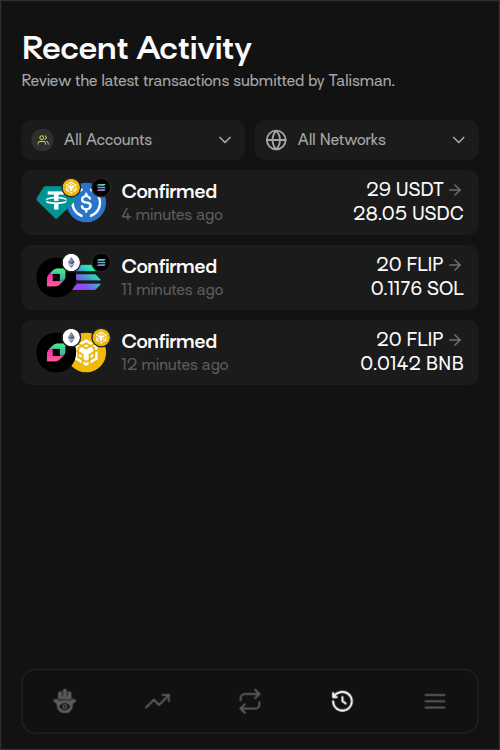 Recent Activity
Review the latest transactions submitted by Talisman.
All Accounts
All Networks
Confirmed
29 USDT →
4 minutes ago
28.05 USDC
Confirmed
20 FLIP →
11 minutes ago
0.1176 SOL
Confirmed
20 FLIP →
12 minutes ago
0.0142 BNB